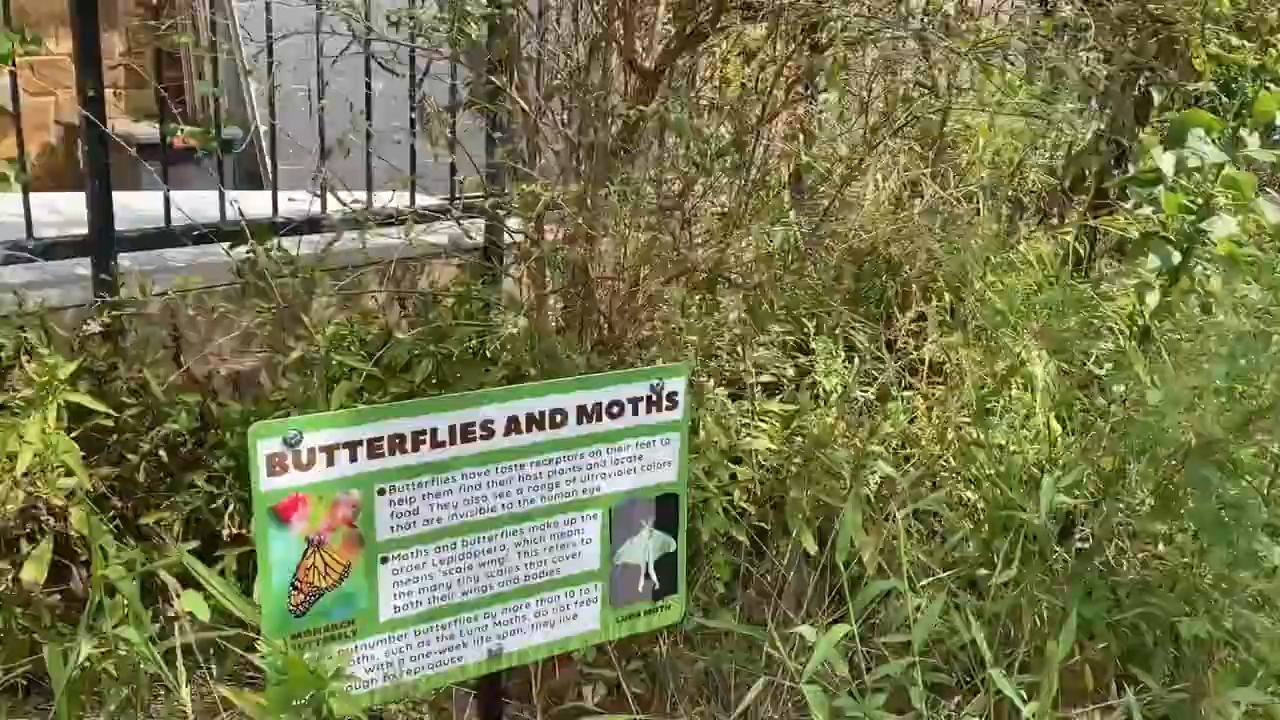 BUTTERFLIES AND MOTHS
●Butterflies have taste receptors on their feet to
help them find their host plants and locate
food. They also see a range of ultraviolet colors
that are invisible to the human eye
●Moths and butterflies make up the
order Lepidoptera, which means
means 'scale wing'. This refers to
the many tiny scales that cover
both their wings and bodies
outnumber butterflies by more than 10 to 1
oths, such as the Luna Moths, do not feed
with a one-week life span, they live
ough to reproduce
MONARCH
BUTTERFLY
LUNA MOTH